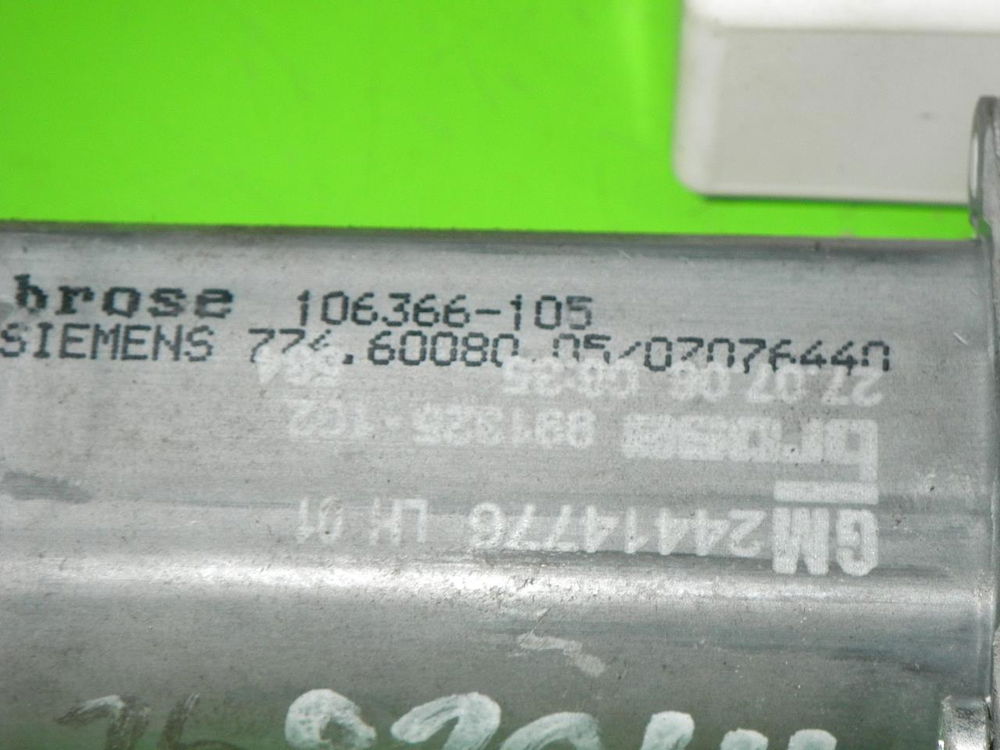 brose 106366-105
SIEMENS 774.60080.05/07076440
GM 24414776 LH 01
brose 891325-102
27.07.06 08:35